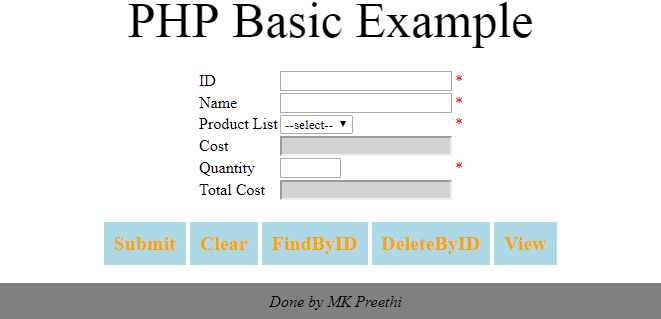 PHP Basic Example
ID *
Name *
Product List --select-- *
Cost
Quantity *
Total Cost
Submit Clear FindByID DeleteByID View
Done by MK Preethi